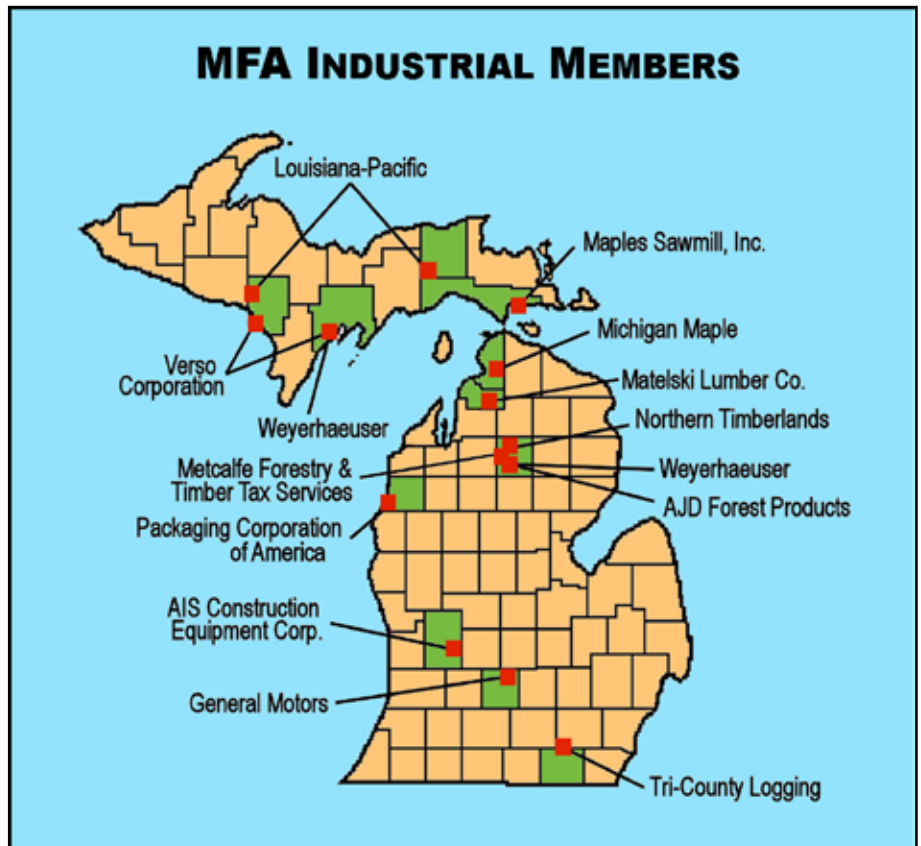 MFA INDUSTRIAL MEMBERS
Louisiana-Pacific
Maples Sawmill, Inc.
Michigan Maple
Verso
Corporation
Matelski Lumber Co.
Weyerhaeuser
Northern Timberlands
Metcalfe Forestry &
Timber Tax Services
Weyerhaeuser
AJD Forest Products
Packaging Corporation
of America
AIS Construction
Equipment Corp.
General Motors
Tri-County Logging